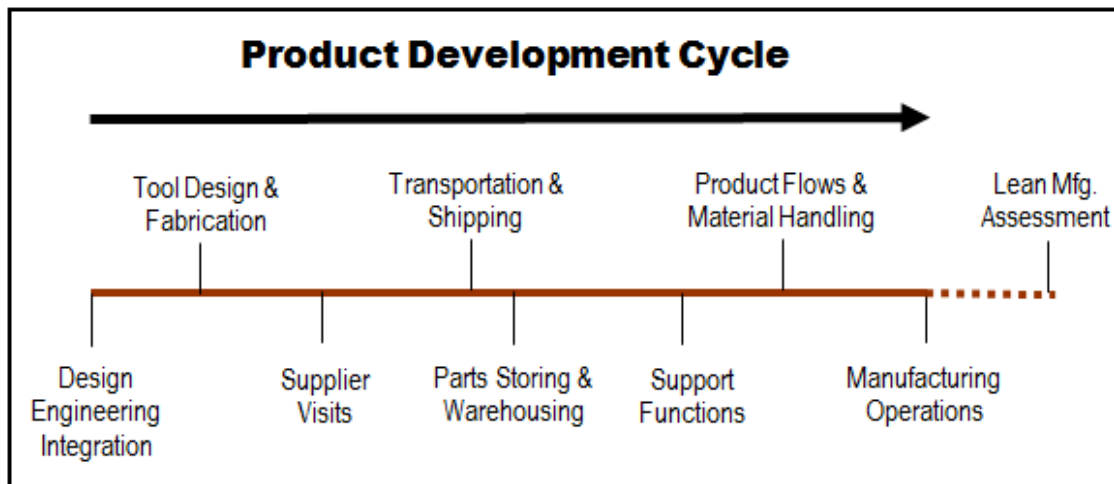 Product Development Cycle
Tool Design &
Fabrication
Transportation &
Shipping
Product Flows &
Material Handling
Lean Mfg.
Assessment
Design
Engineering
Integration
Supplier
Visits
Parts Storing &
Warehousing
Support
Functions
Manufacturing
Operations